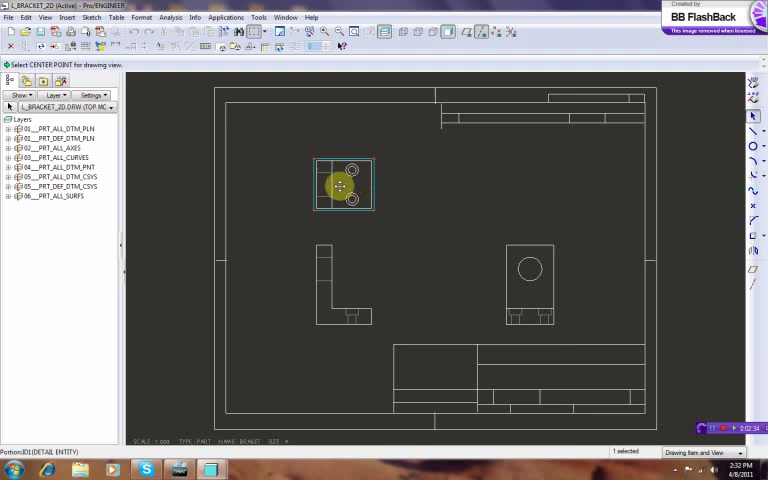 L_BRACKET_2D (Active) - Pro/ENGINEER
Created by
BB FlashBack
This image removed when licensed
File Edit View Insert Sketch Table Format Analysis Info Applications Tools Window Help
Select CENTER POINT for drawing view.
Show Layer Settings
L_BRACKET_2D.DRW (TOP MO
Layers
01___PRT_ALL_DTM_PLN
01___PRT_DEF_DTM_PLN
02___PRT_ALL_AXES
03___PRT_ALL_CURVES
04___PRT_ALL_DTM_PNT
05___PRT_ALL_DTM_CSYS
05___PRT_DEF_DTM_CSYS
06___PRT_ALL_SURFS
SCALE : 1.000 TYPE : PART SIZE : A
0:02:34
Portion:ID1(DETAIL ENTITY)
1 selected
Drawing Item and View
2:32 PM
4/8/2011